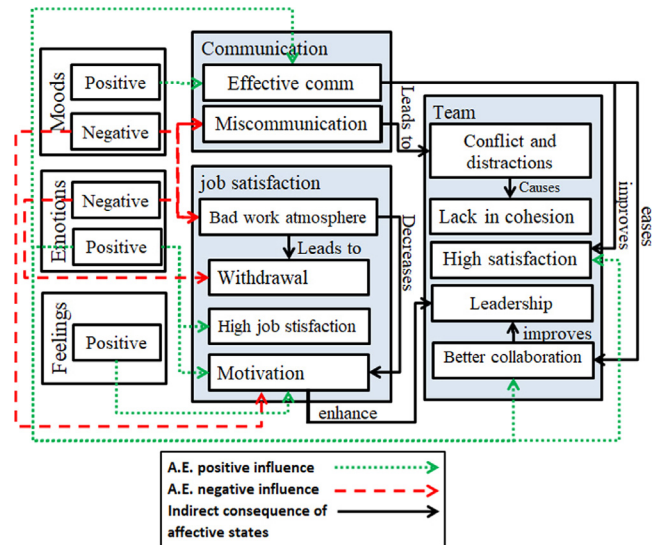 Moods
Positive
Negative
Emotions
Negative
Positive
Feelings
Positive
Communication
Effective comm
Miscommunication
Leads to
job satisfaction
Bad work atmosphere
Leads to
Withdrawal
High job stisfaction
Motivation
Decreases
enhance
Team
Conflict and
distractions
Causes
Lack in cohesion
High satisfaction
Leadership
improves
Better collaboration
improves
eases
A.E. positive influence
A.E. negative influence
Indirect consequence of
affective states